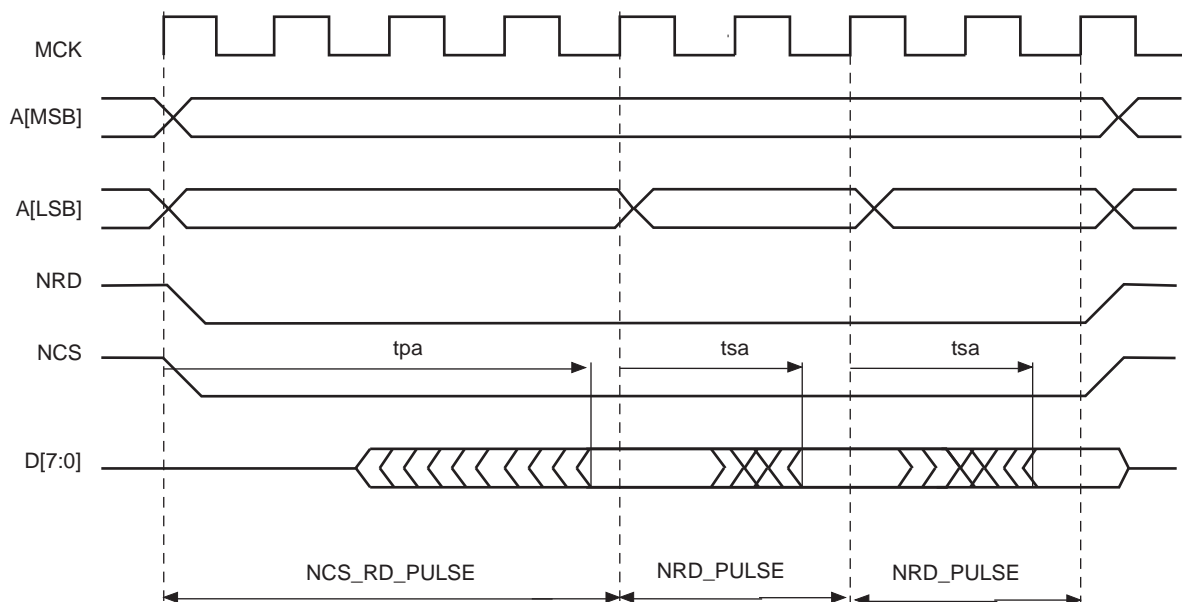 MCK
A[MSB]
A[LSB]
NRD
NCS
tpa
tsa
tsa
D[7:0]
NCS_RD_PULSE
NRD_PULSE
NRD_PULSE